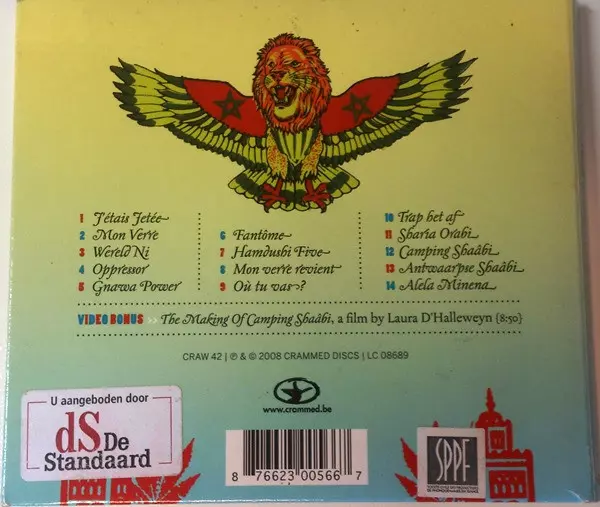 1 J'étais Jetée
2 Mon Verre
3 Wereld Ni
4 Oppressor
5 Gnawa Power
6 Fantôme
7 Hamdushi Five
8 Mon verre revient
9 Où tu vas?
10 Trap het af
11 Sharia Orabi
12 Camping Shaâbi
13 Antwaarpse Shaâbi
14 Alela Minena
VIDEO BONUS >> The Making Of Camping Shaâbi, a film by Laura D'Halleweyn {8:50}
CRAW 42 | ℗ & © 2008 CRAMMED DISCS | LC 08689
www.crammed.be
U aangeboden door
dS De
Standaard
8 76623 00566 7
SPPF